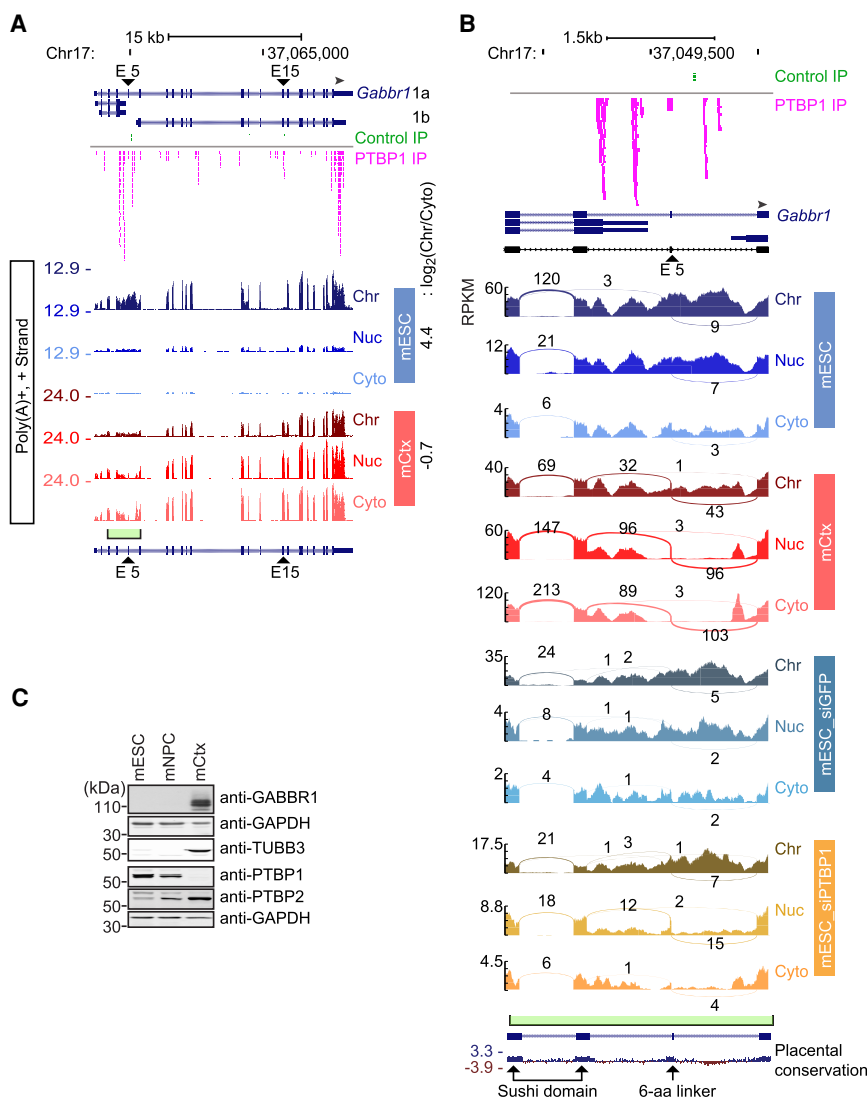 A
15 kb
Chr17:
37,065,000
E 5
E15
Gabbr1 1a
1b
Control IP
PTBP1 IP
: log2(Chr/Cyto)
Poly(A)+, + Strand
12.9 -
12.9 -
Chr
Nuc
12.9 -
Cyto
mESC
4.4
24.0 -
24.0 -
Chr
Nuc
24.0 -
Cyto
mCtx
-0.7
E 5
E15
B
1.5kb
Chr17:
37,049,500
Control IP
PTBP1 IP
Gabbr1
E 5
RPKM
60
120
3
Chr
9
12
21
Nuc
7
4
6
Cyto
3
mESC
40
69
32
1
Chr
43
60
147
96
3
Nuc
96
120
213
89
3
Cyto
103
mCtx
35
24
1
2
Chr
5
4
8
1
1
Nuc
2
2
4
1
Cyto
2
mESC_siGFP
17.5
21
1
3
1
Chr
7
8.8
18
12
2
Nuc
15
4.5
6
1
Cyto
4
mESC_siPTBP1
3.3 -
-3.9 -
Placental
conservation
Sushi domain
6-aa linker
C
mESC
mNPC
mCtx
(kDa)
110
anti-GABBR1
30
anti-GAPDH
50
anti-TUBB3
50
anti-PTBP1
50
anti-PTBP2
30
anti-GAPDH